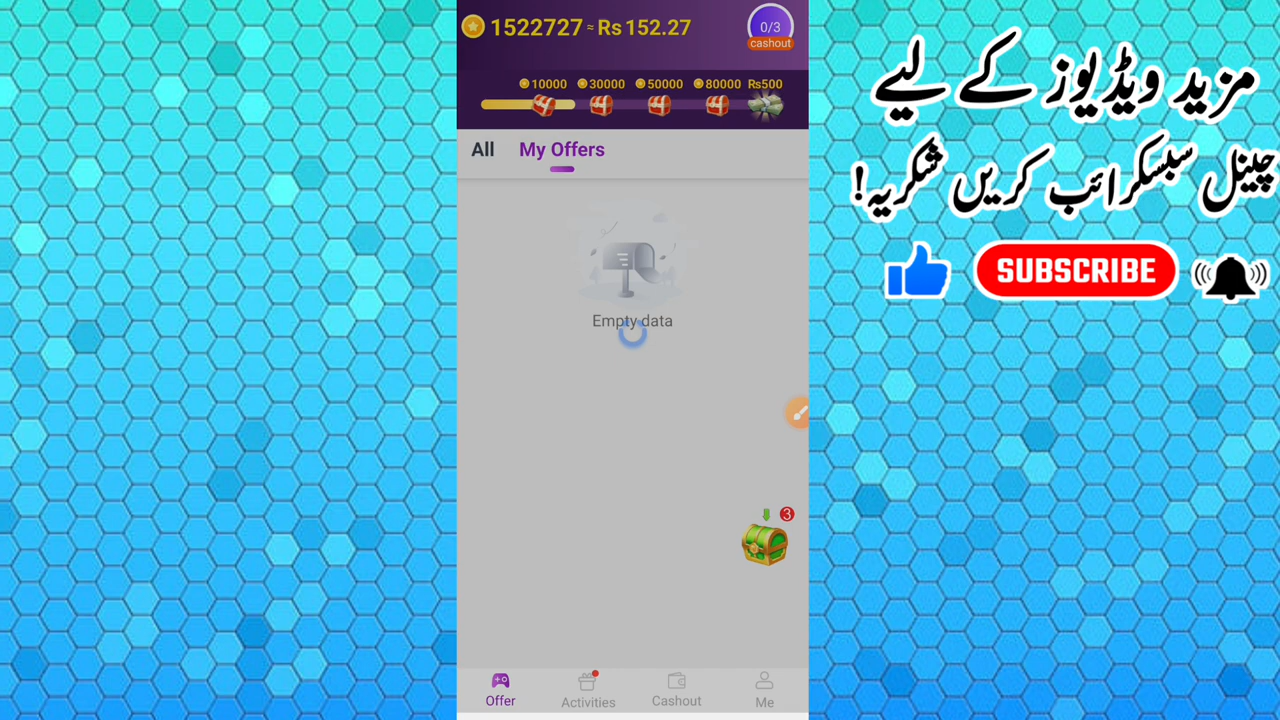 1522727 ≈ Rs 152.27
0/3
cashout
10000 30000 50000 80000 Rs500
All My Offers
Empty data
3
Offer Activities Cashout Me
مزید ویڈیوز کے لیے
چینل سبسکرائب کریں شکریہ!
SUBSCRIBE